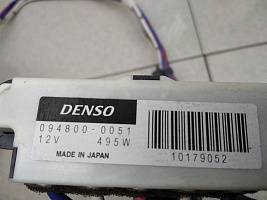 DENSO
094800-0051
12V 495W
MADE IN JAPAN
10179052